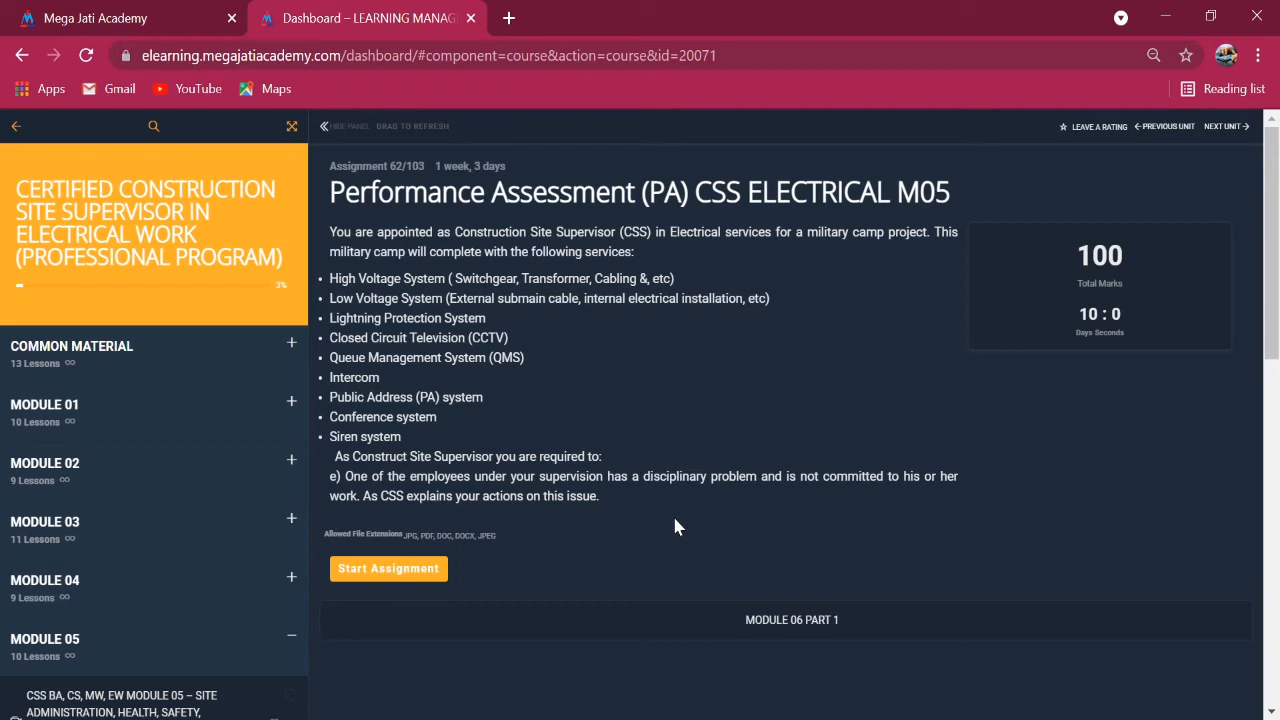 Mega Jati Academy
Dashboard – LEARNING MANAG
elearning.megajatiacademy.com/dashboard/#component=course&action=course&id=20071
Apps Gmail YouTube Maps Reading list
HIDE PANEL DRAG TO REFRESH LEAVE A RATING PREVIOUS UNIT NEXT UNIT
CERTIFIED CONSTRUCTION
SITE SUPERVISOR IN
ELECTRICAL WORK
(PROFESSIONAL PROGRAM)
3%
COMMON MATERIAL
13 Lessons ∞
MODULE 01
10 Lessons ∞
MODULE 02
9 Lessons ∞
MODULE 03
11 Lessons ∞
MODULE 04
9 Lessons ∞
MODULE 05
10 Lessons ∞
CSS BA, CS, MW, EW MODULE 05 – SITE
ADMINISTRATION, HEALTH, SAFETY,
Assignment 62/103 1 week, 3 days
Performance Assessment (PA) CSS ELECTRICAL M05
You are appointed as Construction Site Supervisor (CSS) in Electrical services for a military camp project. This
military camp will complete with the following services:
• High Voltage System ( Switchgear, Transformer, Cabling &, etc)
• Low Voltage System (External submain cable, internal electrical installation, etc)
• Lightning Protection System
• Closed Circuit Television (CCTV)
• Queue Management System (QMS)
• Intercom
• Public Address (PA) system
• Conference system
• Siren system
As Construct Site Supervisor you are required to:
e) One of the employees under your supervision has a disciplinary problem and is not committed to his or her
work. As CSS explains your actions on this issue.
Allowed File Extensions JPG, PDF, DOC, DOCX, JPEG
Start Assignment
MODULE 06 PART 1
100
Total Marks
10 : 0
Days Seconds